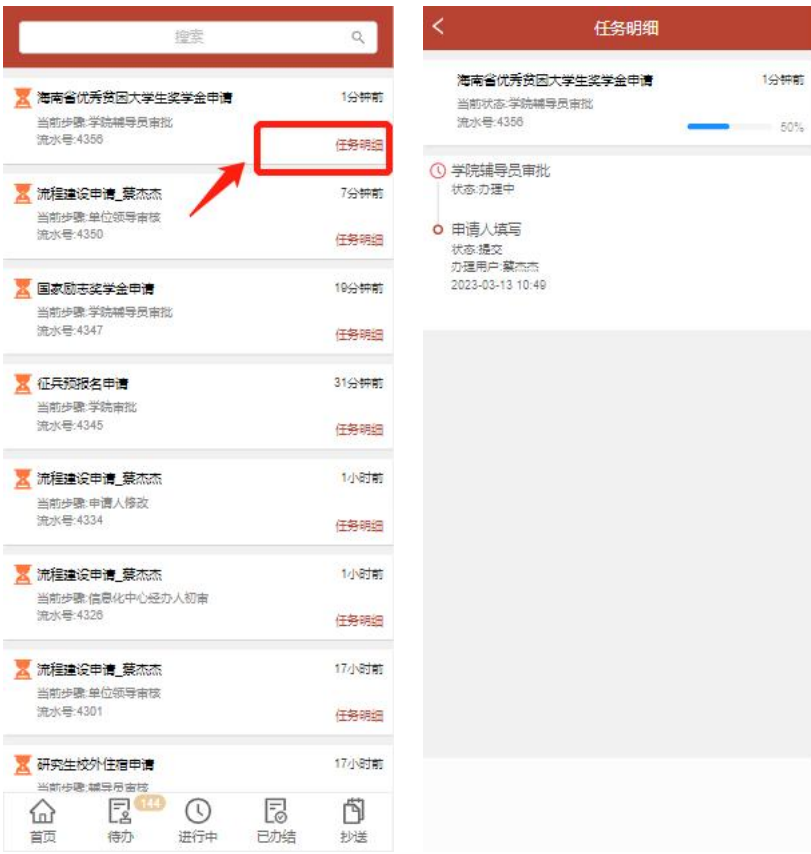 搜索
海南省优秀贫困大学生奖学金申请
1分钟前
当前步骤:学院辅导员审批
流水号:4356
任务明细
流程建设申请_蔡杰杰
7分钟前
当前步骤:单位领导审核
流水号:4350
任务明细
国家励志奖学金申请
19分钟前
当前步骤:学院辅导员审批
流水号:4347
任务明细
征兵预报名申请
31分钟前
当前步骤:学院审批
流水号:4345
任务明细
流程建设申请_蔡杰杰
1小时前
当前步骤:申请人修改
流水号:4334
任务明细
流程建设申请_蔡杰杰
1小时前
当前步骤:信息化中心经办人初审
流水号:4326
任务明细
流程建设申请_蔡杰杰
17小时前
当前步骤:单位领导审核
流水号:4301
任务明细
研究生校外住宿申请
17小时前
当前步骤:辅导员审核
144
首页
待办
进行中
已办结
抄送
任务明细
海南省优秀贫困大学生奖学金申请
1分钟前
当前状态:学院辅导员审批
流水号:4356
50%
学院辅导员审批
状态:办理中
申请人填写
状态:提交
办理用户:蔡杰杰
2023-03-13 10:49